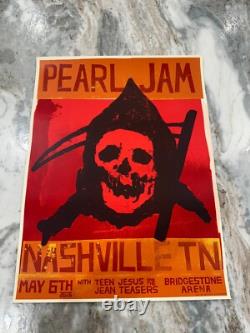 PEARL JAM
NASHVILLE TN
MAY 6TH WITH TEEN JESUS AND THE JEAN TEASERS BRIDGESTONE ARENA